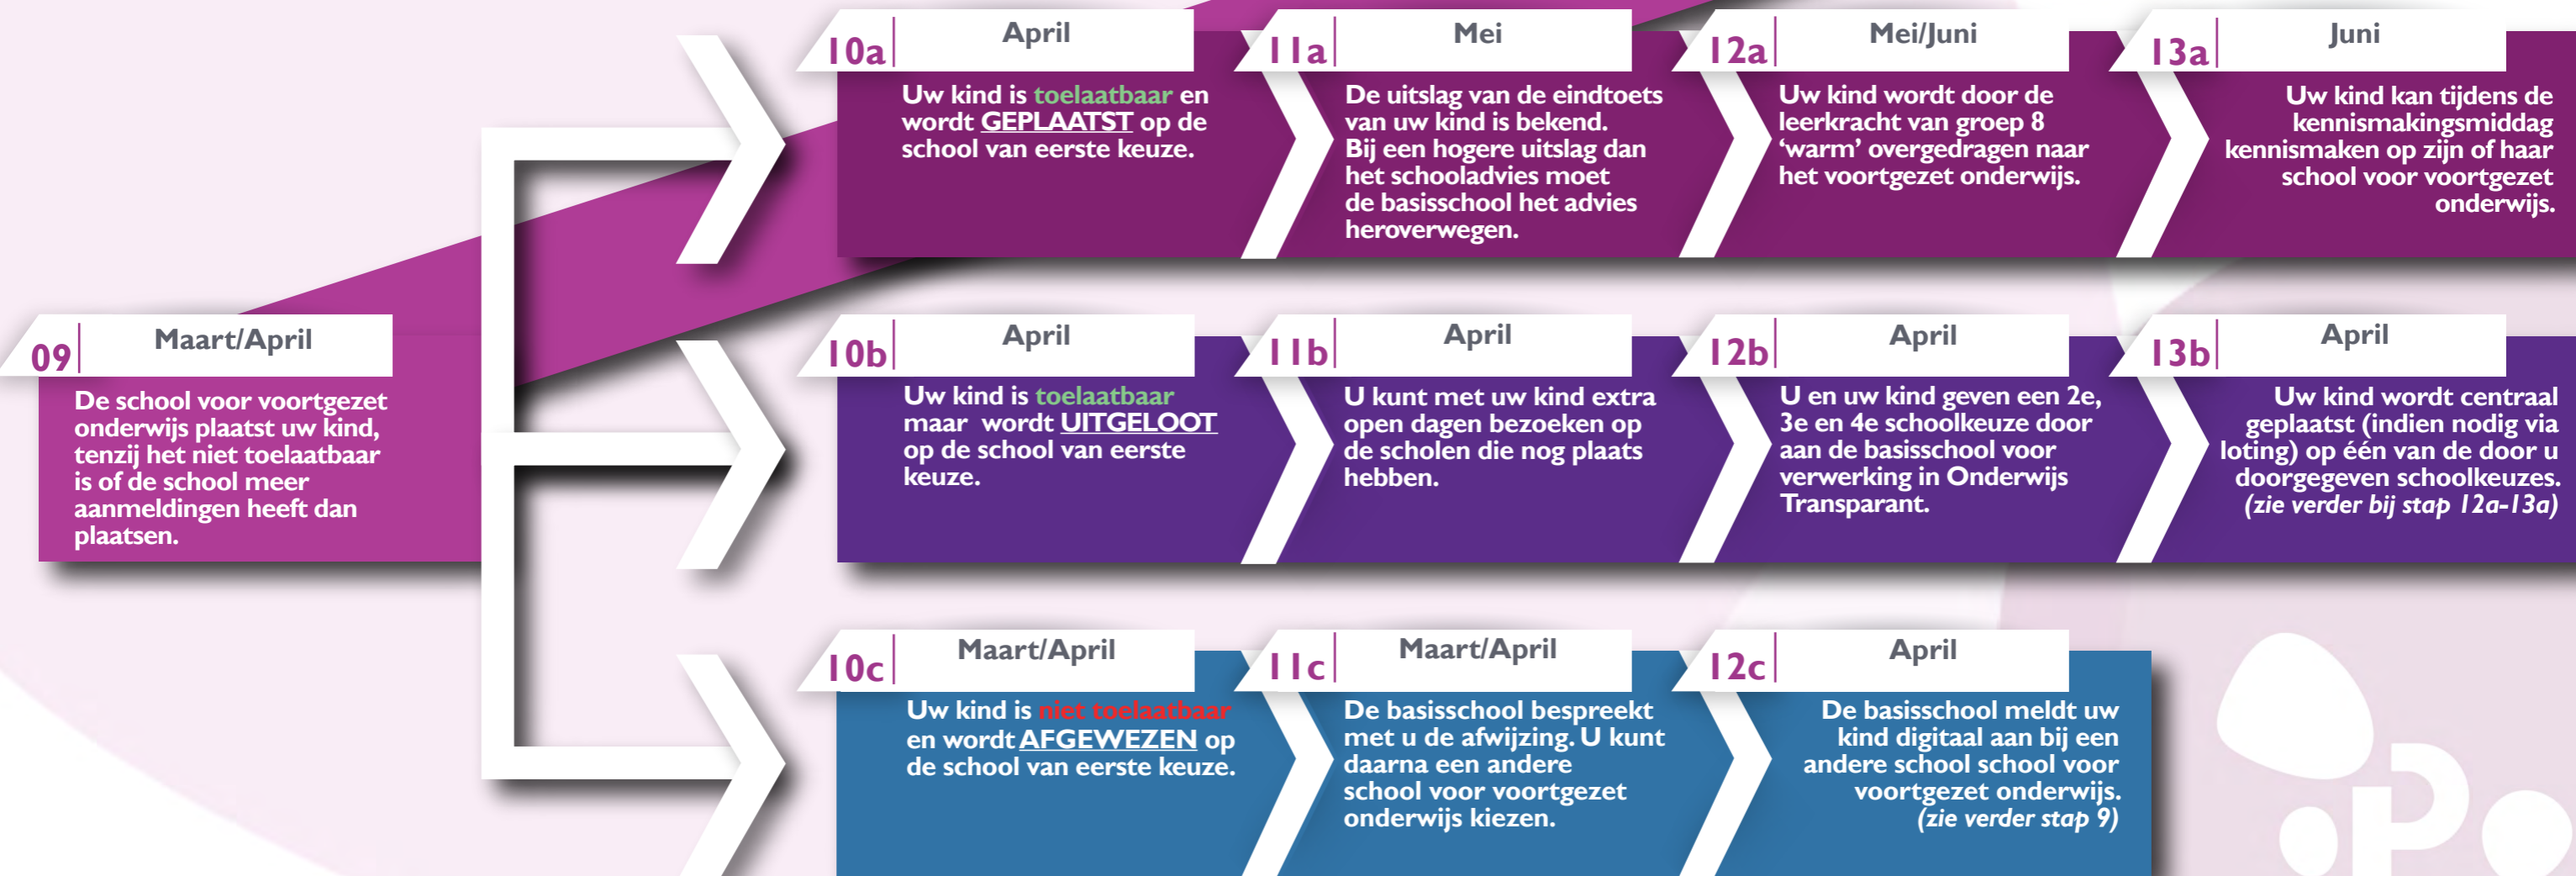 09
Maart/April
De school voor voortgezet
onderwijs plaatst uw kind,
tenzij het niet toelaatbaar
is of de school meer
aanmeldingen heeft dan
plaatsen.
10a
April
Uw kind is toelaatbaar en
wordt GEPLAATST op de
school van eerste keuze.
11a
Mei
De uitslag van de eindtoets
van uw kind is bekend.
Bij een hogere uitslag dan
het schooladvies moet
de basisschool het advies
heroverwegen.
12a
Mei/Juni
Uw kind wordt door de
leerkracht van groep 8
‘warm’ overgedragen naar
het voortgezet onderwijs.
13a
Juni
Uw kind kan tijdens de
kennismakingsmiddag
kennismaken op zijn of haar
school voor voortgezet
onderwijs.
10b
April
Uw kind is toelaatbaar
maar wordt UITGELOOT
op de school van eerste
keuze.
11b
April
U kunt met uw kind extra
open dagen bezoeken op
de scholen die nog plaats
hebben.
12b
April
U en uw kind geven een 2e,
3e en 4e schoolkeuze door
aan de basisschool voor
verwerking in Onderwijs
Transparant.
13b
April
Uw kind wordt centraal
geplaatst (indien nodig via
loting) op één van de door u
doorgegeven schoolkeuzes.
(zie verder bij stap 12a-13a)
10c
Maart/April
Uw kind is niet toelaatbaar
en wordt AFGEWEZEN op
de school van eerste keuze.
11c
Maart/April
De basisschool bespreekt
met u de afwijzing. U kunt
daarna een andere
school voor voortgezet
onderwijs kiezen.
12c
April
De basisschool meldt uw
kind digitaal aan bij een
andere school school voor
voortgezet onderwijs.
(zie verder stap 9)